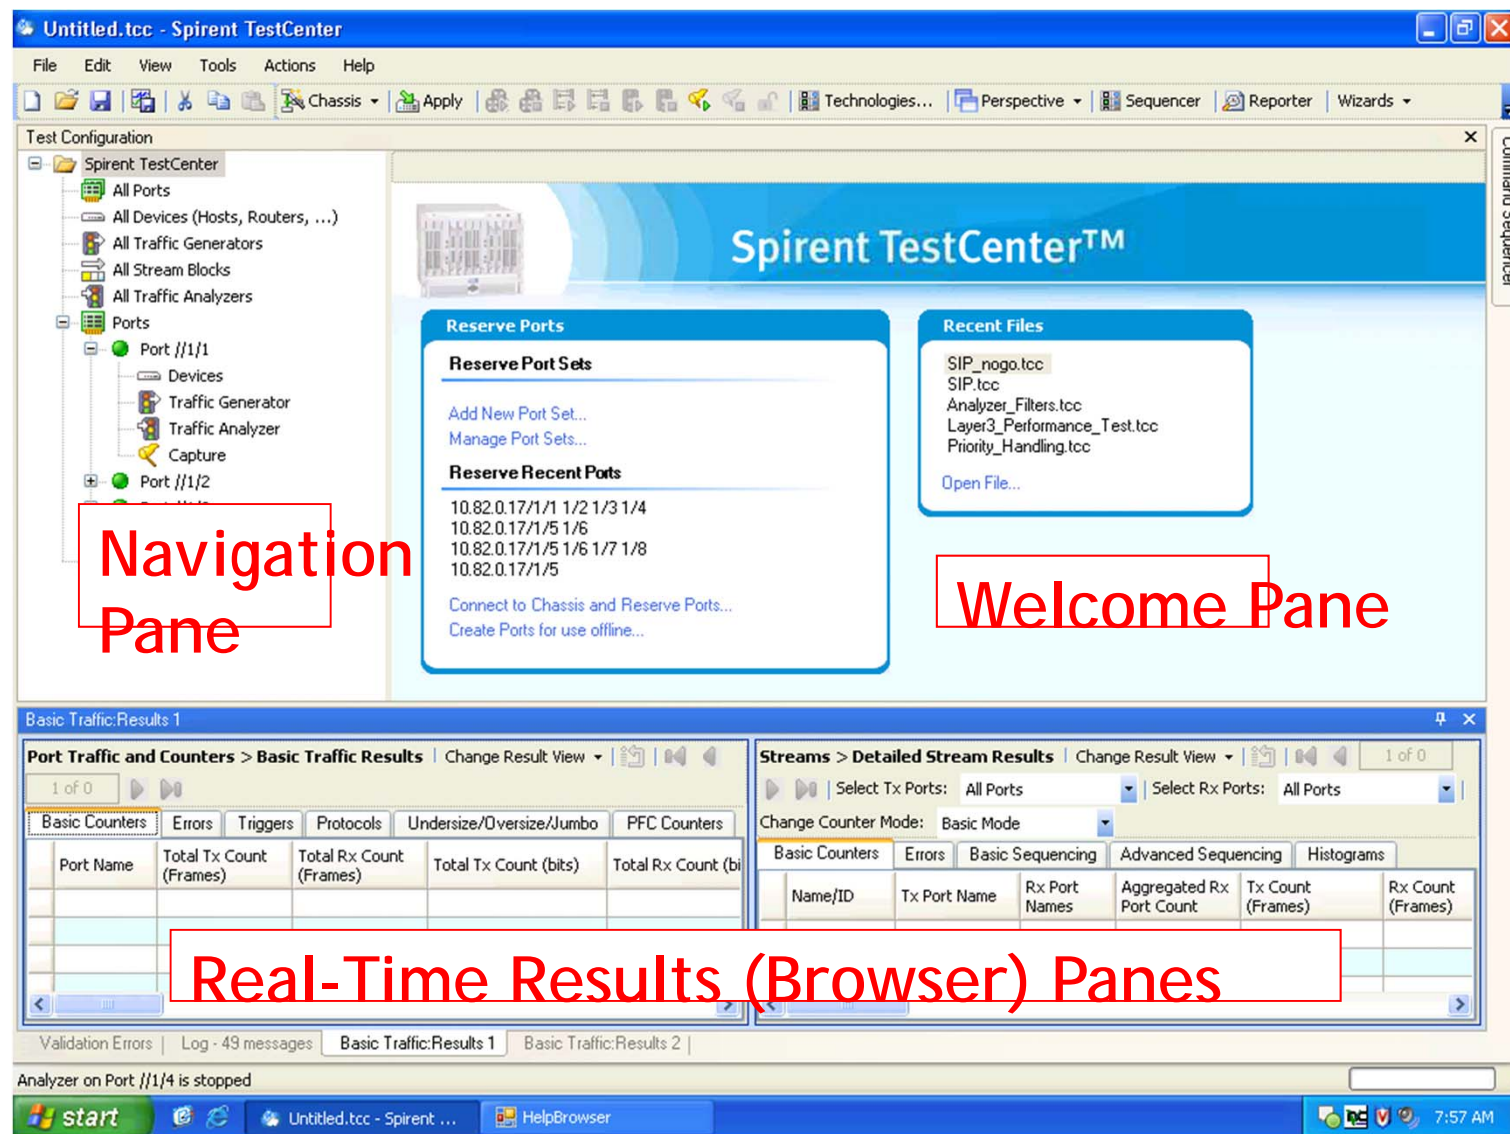 Untitled.tcc - Spirent TestCenter
File Edit View Tools Actions Help
Chassis Apply Technologies... Perspective Sequencer Reporter Wizards
Test Configuration
Command Sequencer
Spirent TestCenter
All Ports
All Devices (Hosts, Routers, ...)
All Traffic Generators
All Stream Blocks
All Traffic Analyzers
Ports
Port //1/1
Devices
Traffic Generator
Traffic Analyzer
Capture
Port //1/2
Navigation
Pane
Spirent TestCenter™
Reserve Ports
Reserve Port Sets
Add New Port Set...
Manage Port Sets...
Reserve Recent Ports
10.82.0.17/1/1 1/2 1/3 1/4
10.82.0.17/1/5 1/6
10.82.0.17/1/5 1/6 1/7 1/8
10.82.0.17/1/5
Connect to Chassis and Reserve Ports...
Create Ports for use offline...
Recent Files
SIP_nogo.tcc
SIP.tcc
Analyzer_Filters.tcc
Layer3_Performance_Test.tcc
Priority_Handling.tcc
Open File...
Welcome Pane
Basic Traffic:Results 1
Port Traffic and Counters > Basic Traffic Results Change Result View
1 of 0
Basic Counters Errors Triggers Protocols Undersize/Oversize/Jumbo PFC Counters
Port Name Total Tx Count (Frames) Total Rx Count (Frames) Total Tx Count (bits) Total Rx Count (bi
Streams > Detailed Stream Results Change Result View 1 of 0
Select Tx Ports: All Ports Select Rx Ports: All Ports
Change Counter Mode: Basic Mode
Basic Counters Errors Basic Sequencing Advanced Sequencing Histograms
Name/ID Tx Port Name Rx Port Names Aggregated Rx Port Count Tx Count (Frames) Rx Count (Frames)
Real-Time Results (Browser) Panes
Validation Errors Log - 49 messages Basic Traffic:Results 1 Basic Traffic:Results 2
Analyzer on Port //1/4 is stopped
start Untitled.tcc - Spirent ... HelpBrowser 7:57 AM